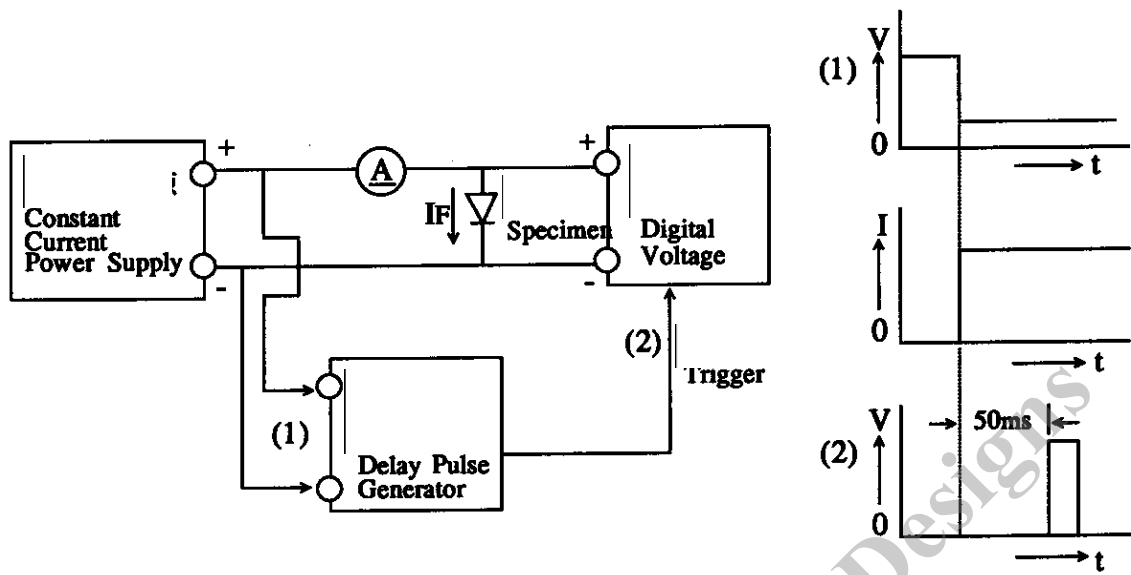 +
A
+
i
Constant
Current
Power Supply
-
IF
Specimen
Digital
Voltage
-
(2)
Trigger
(1)
Delay Pulse
Generator
V
(1)
0
t
I
0
t
V
50ms
(2)
0
t
Designs